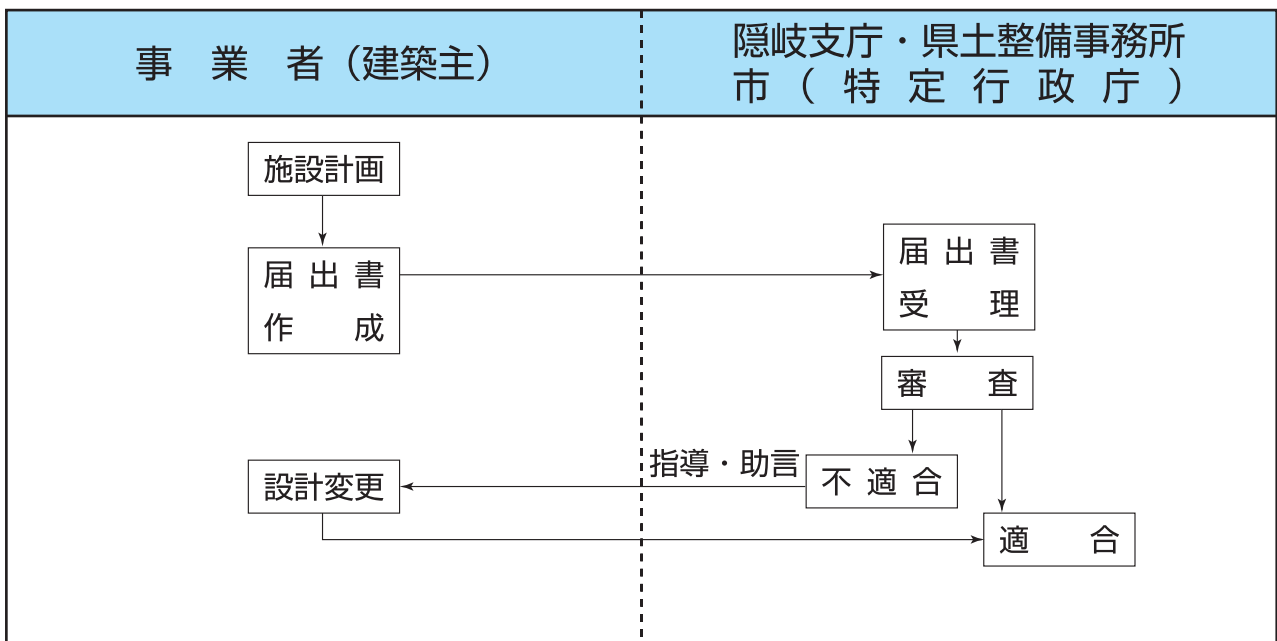 事業者（建築主）
隠岐支庁・県土整備事務所
市（特定行政庁）
施設計画
届出書
作成
届出書
受理
審査
指導・助言
不適合
設計変更
適合